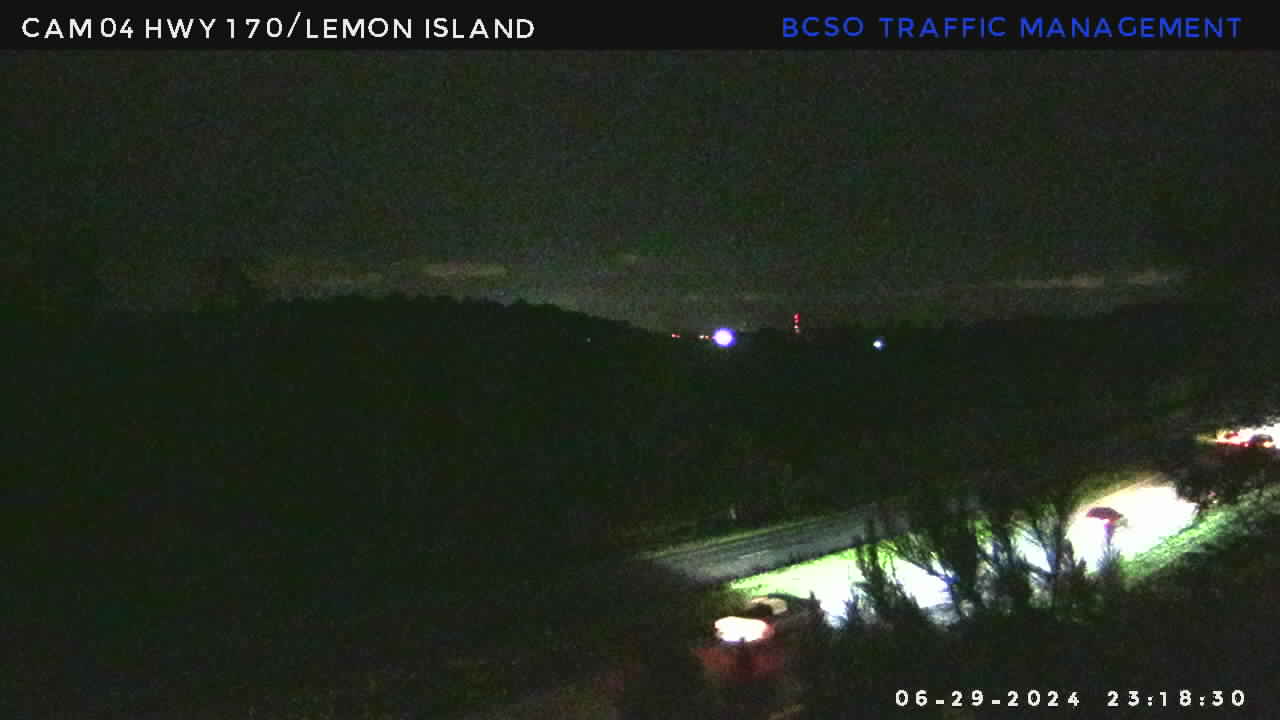 CAM04 HWY 170/LEMON ISLAND
BCSO TRAFFIC MANAGEMENT
06-29-2024 23:18:30